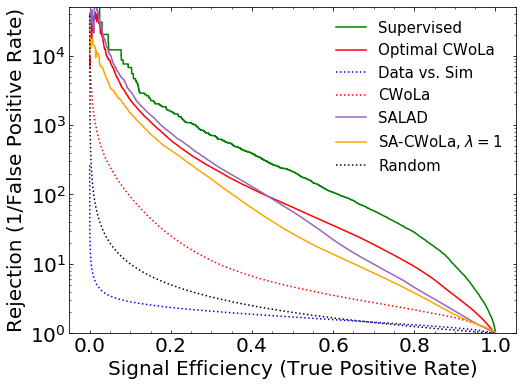 Rejection (1/False Positive Rate)
10⁴
10³
10²
10¹
10⁰
Supervised
Optimal CWoLa
Data vs. Sim
CWoLa
SALAD
SA-CWoLa, λ = 1
Random
0.0 0.2 0.4 0.6 0.8 1.0
Signal Efficiency (True Positive Rate)